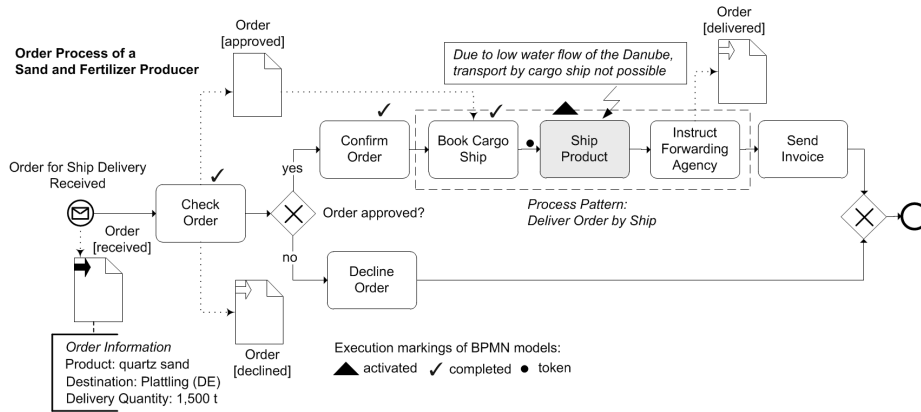 Order Process of a
Sand and Fertilizer Producer
Order
[approved]
Due to low water flow of the Danube,
transport by cargo ship not possible
Order
[delivered]
Order for Ship Delivery
Received
Check
Order
yes
Confirm
Order
Book Cargo
Ship
Ship
Product
Instruct
Forwarding
Agency
Send
Invoice
Order approved?
Process Pattern:
Deliver Order by Ship
Order
[received]
no
Decline
Order
Order
[declined]
Order Information
Product: quartz sand
Destination: Plattling (DE)
Delivery Quantity: 1,500 t
Execution markings of BPMN models:
activated
completed
token